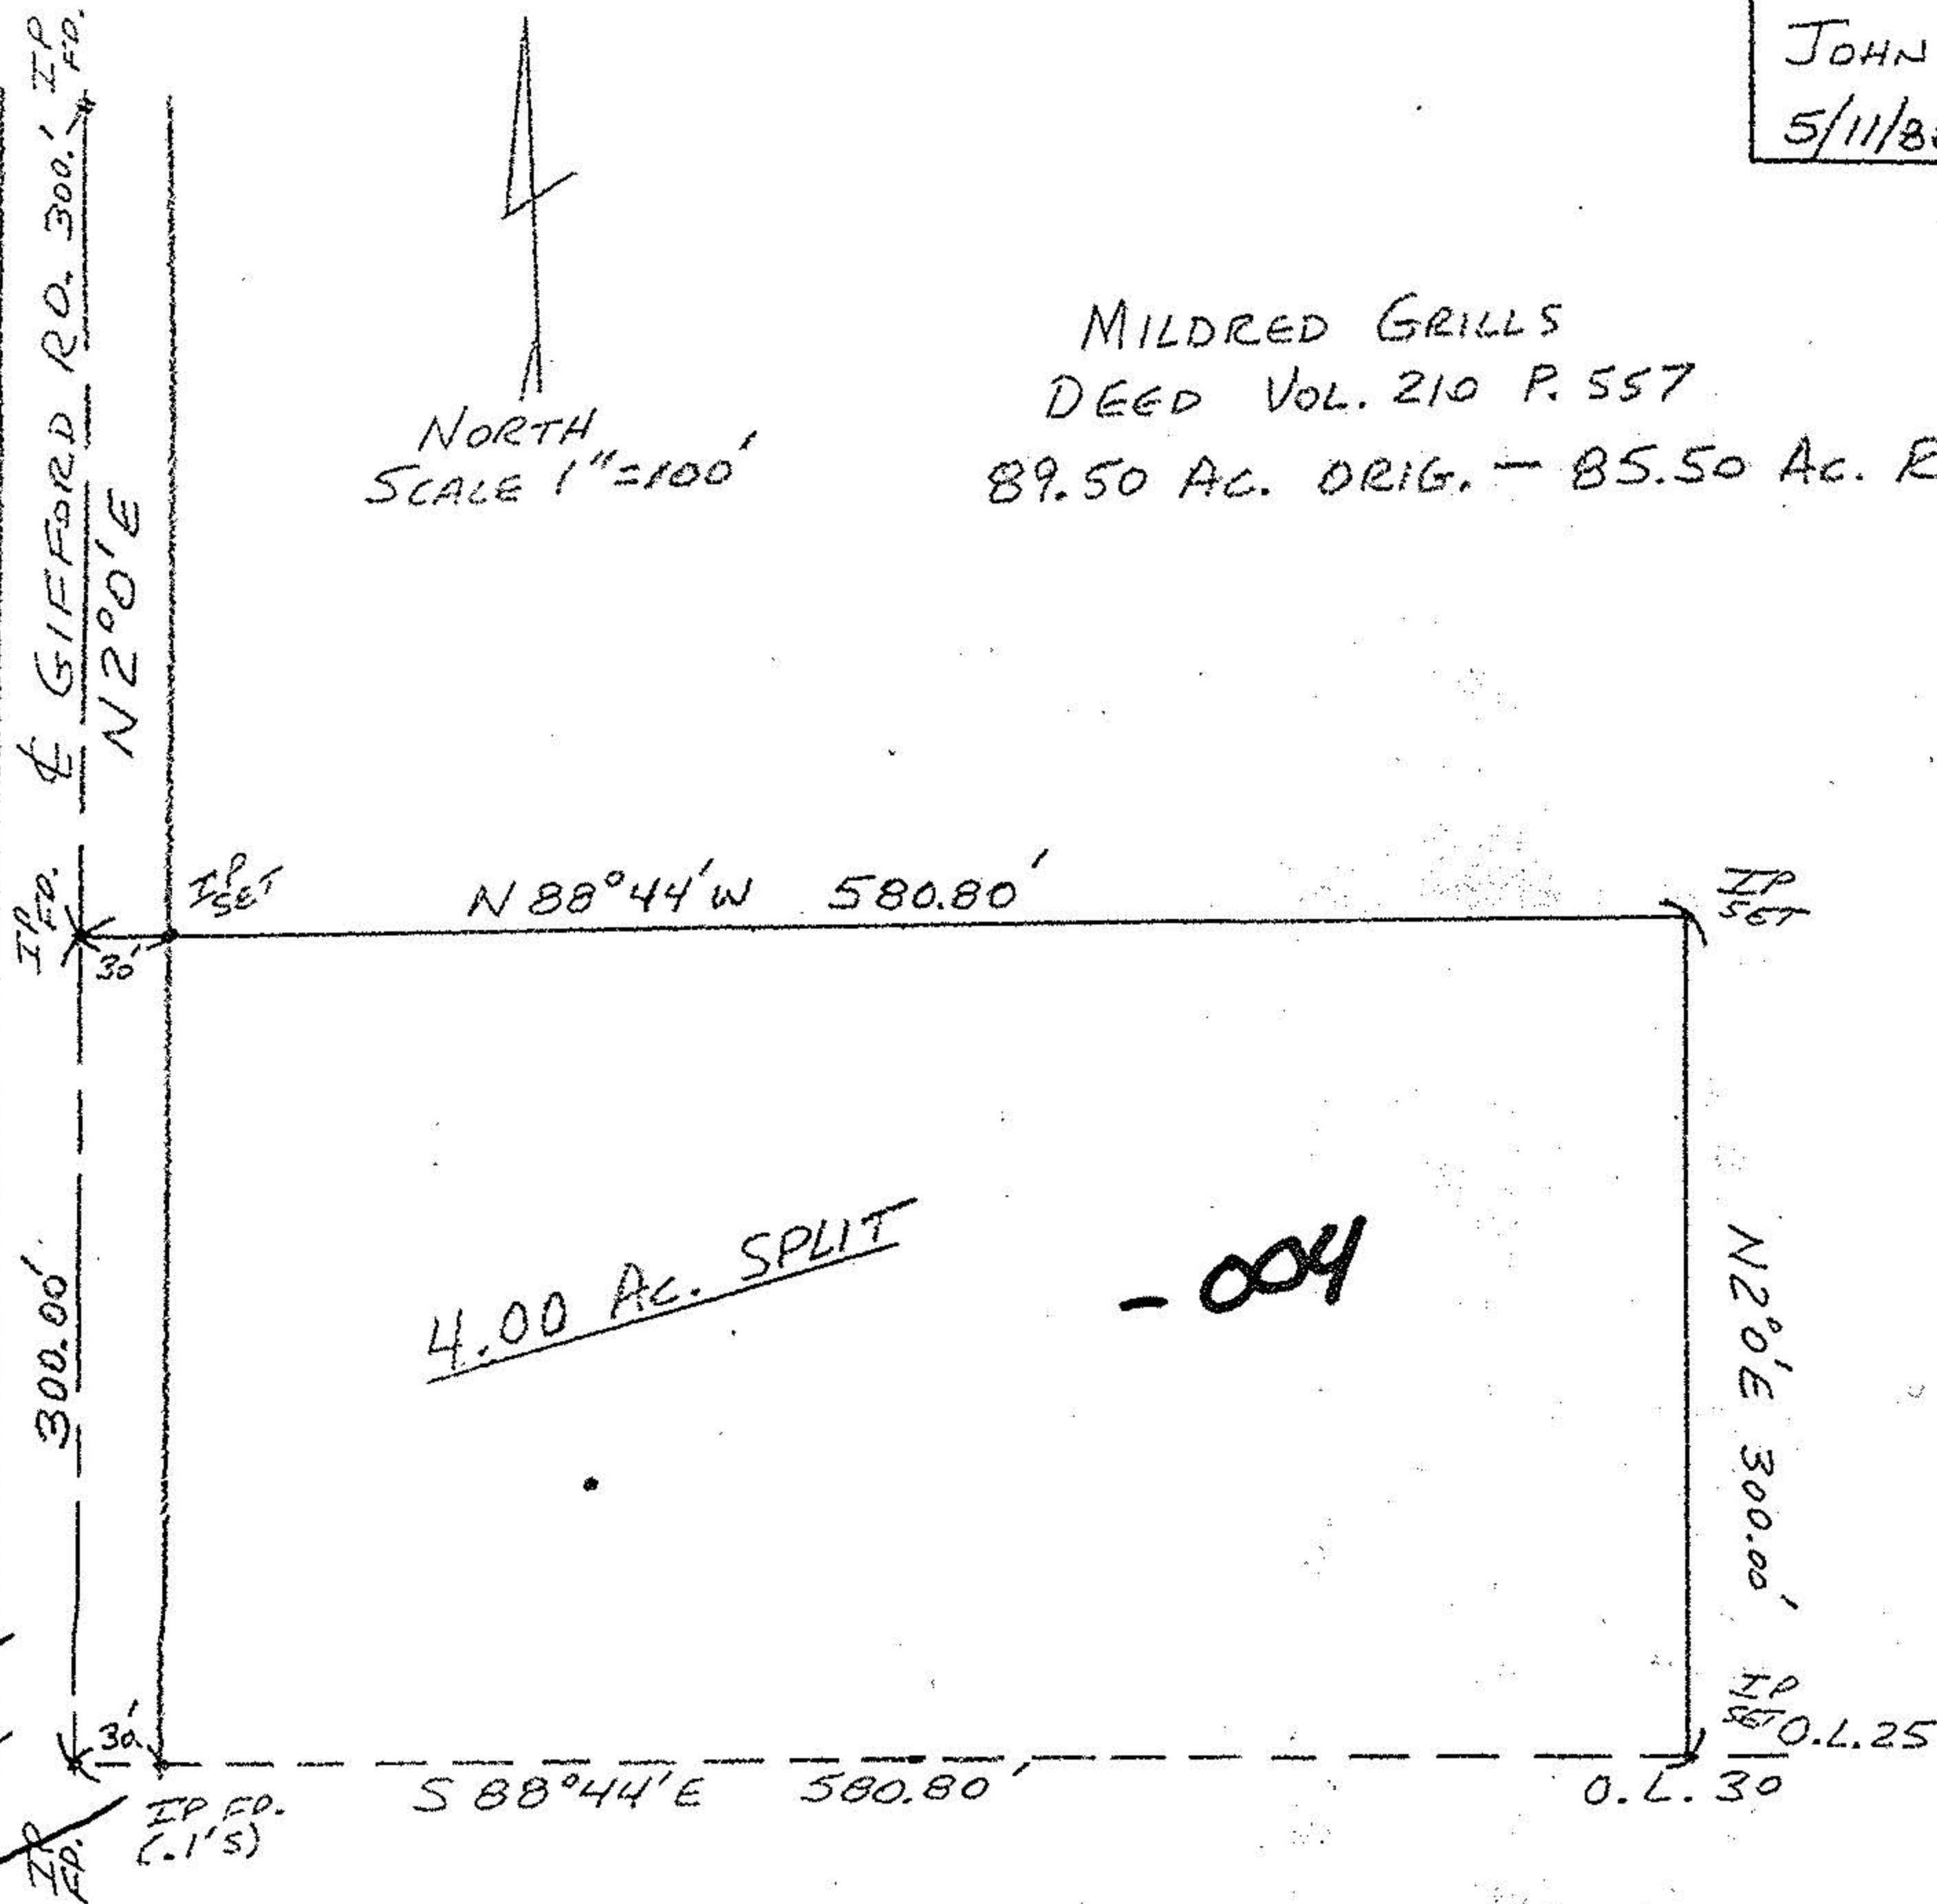 JOHN
5/11/8
IP FD.
℄ GIFFORD RD. 300.'
N 2°0' E
NORTH
SCALE 1"=100'
MILDRED GRILLS
DEED VOL. 210 P. 557
89.50 AC. ORIG. - 85.50 AC. R
IP FD.
30'
IP SET
N 88°44' W 580.80'
IP SET
300.00'
4.00 AC. SPLIT
-004
N 2°0' E 300.00'
IP SET
O.L. 25
30'
S 88°44' E 580.80'
O.L. 30
IP FD.
(.1'S)
IP FD.